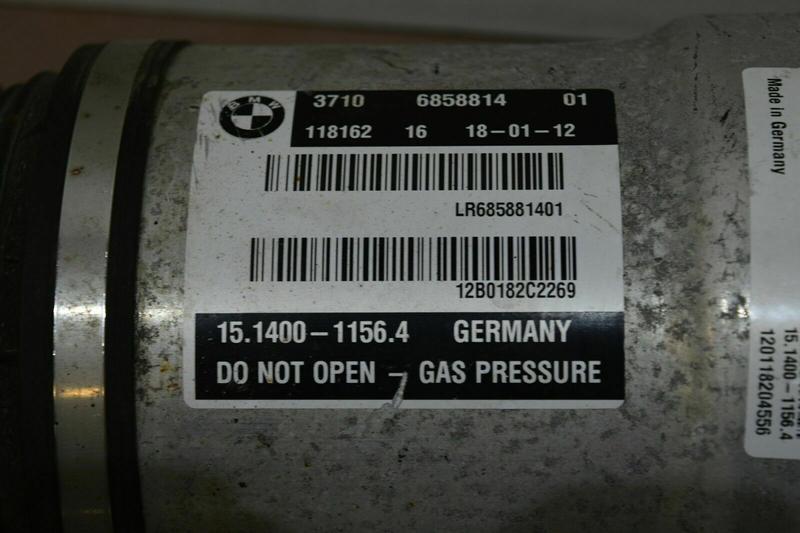 BMW
3710 6858814 01
118162 16 18-01-12
LR685881401
12B0182C2269
15.1400-1156.4 GERMANY
DO NOT OPEN - GAS PRESSURE
Made in Germany
15.1400-1156.4
120118204556